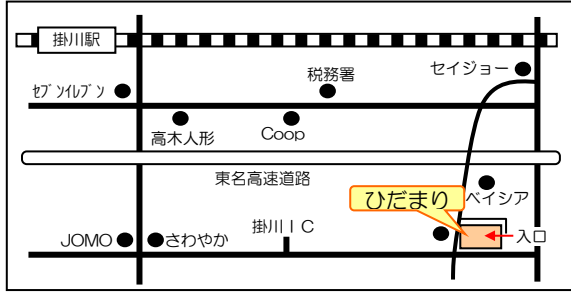 掛川駅
セイジョー
税務署
ｾﾌﾞﾝｲﾚﾌﾞﾝ
高木人形
Coop
東名高速道路
ひだまり
ベイシア
掛川ＩＣ
JOMO
さわやか
入口